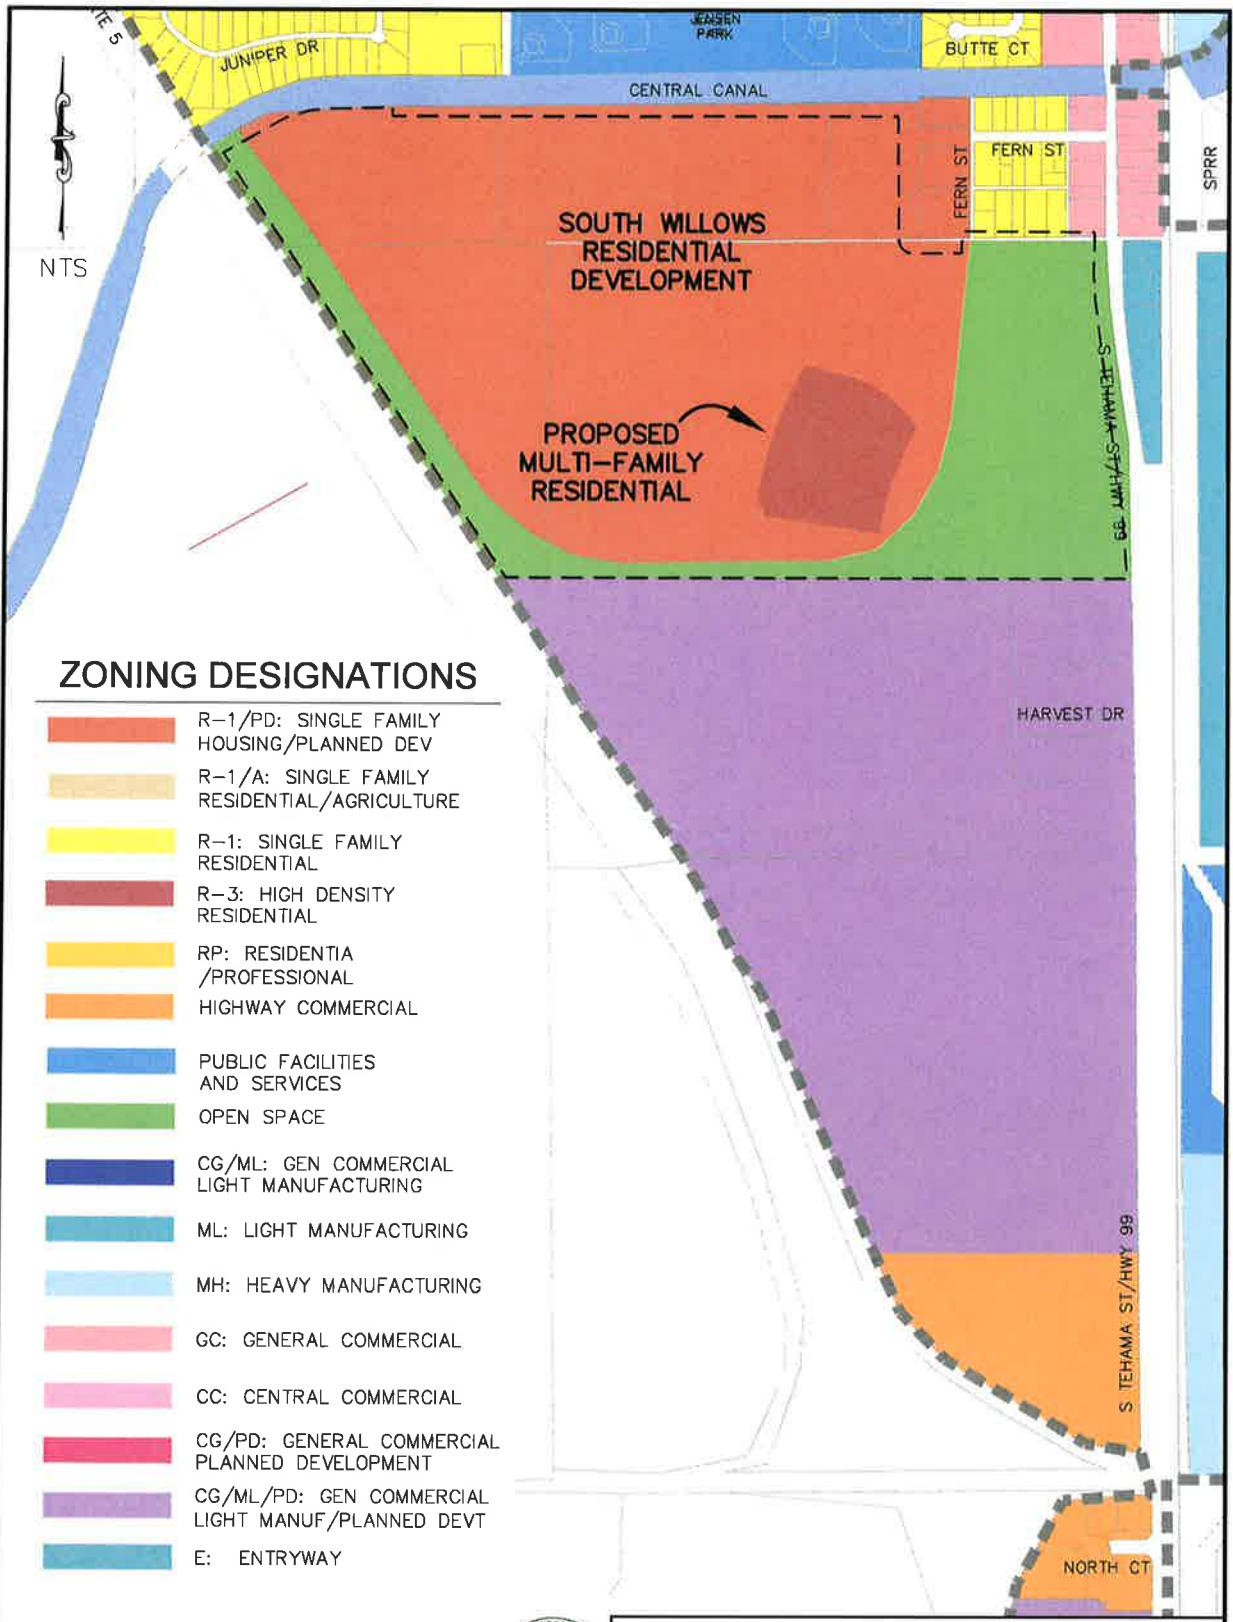 TE 5
JUNIPER DR
JENSEN
PARK
BUTTE CT
CENTRAL CANAL
FERN ST
FERN ST
SPRR
NTS
SOUTH WILLOWS
RESIDENTIAL
DEVELOPMENT
PROPOSED
MULTI-FAMILY
RESIDENTIAL
S TEHAMA ST/HWY 99
HARVEST DR
S TEHAMA ST/HWY 99
NORTH CT
ZONING DESIGNATIONS
R-1/PD: SINGLE FAMILY
HOUSING/PLANNED DEV
R-1/A: SINGLE FAMILY
RESIDENTIAL/AGRICULTURE
R-1: SINGLE FAMILY
RESIDENTIAL
R-3: HIGH DENSITY
RESIDENTIAL
RP: RESIDENTIA
/PROFESSIONAL
HIGHWAY COMMERCIAL
PUBLIC FACILITIES
AND SERVICES
OPEN SPACE
CG/ML: GEN COMMERCIAL
LIGHT MANUFACTURING
ML: LIGHT MANUFACTURING
MH: HEAVY MANUFACTURING
GC: GENERAL COMMERCIAL
CC: CENTRAL COMMERCIAL
CG/PD: GENERAL COMMERCIAL
PLANNED DEVELOPMENT
CG/ML/PD: GEN COMMERCIAL
LIGHT MANUF/PLANNED DEVT
E: ENTRYWAY